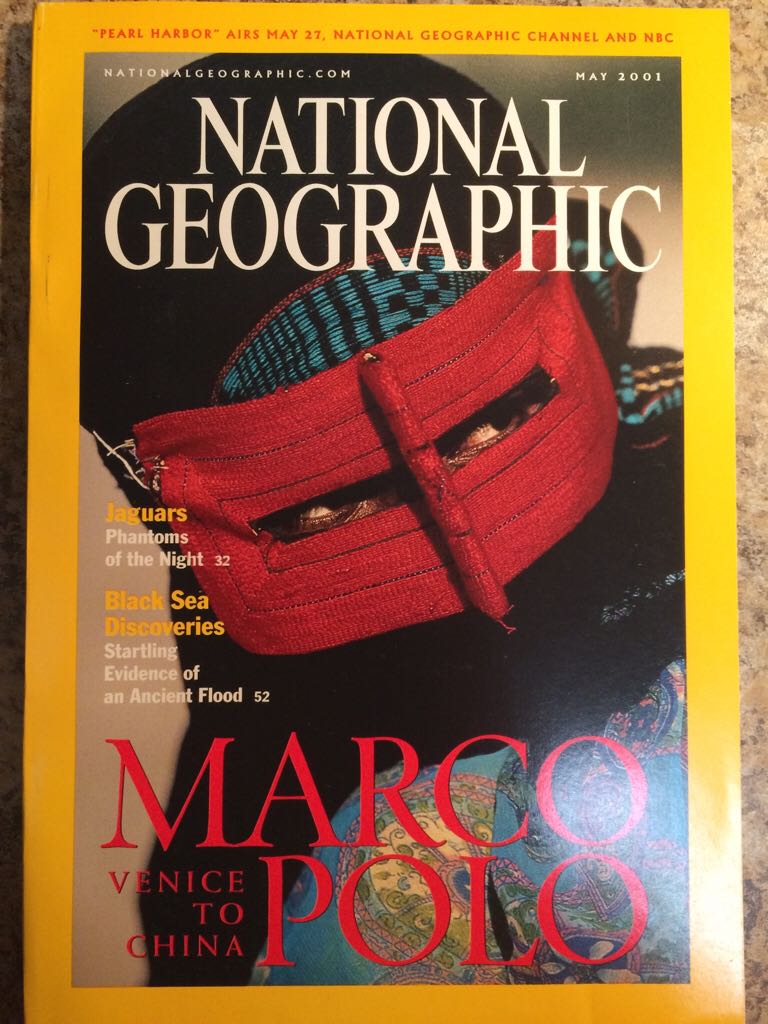 "PEARL HARBOR" AIRS MAY 27, NATIONAL GEOGRAPHIC CHANNEL AND NBC
NATIONALGEOGRAPHIC.COM
MAY 2001
NATIONAL
GEOGRAPHIC
Jaguars
Phantoms
of the Night 32
Black Sea
Discoveries
Startling
Evidence of
an Ancient Flood 52
MARCO
POLO
VENICE
TO
CHINA